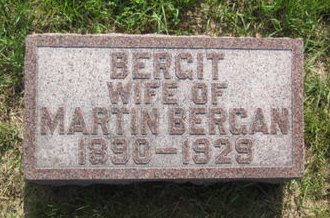 BERGIT
WIFE OF
MARTIN BERGAN
1890–1929